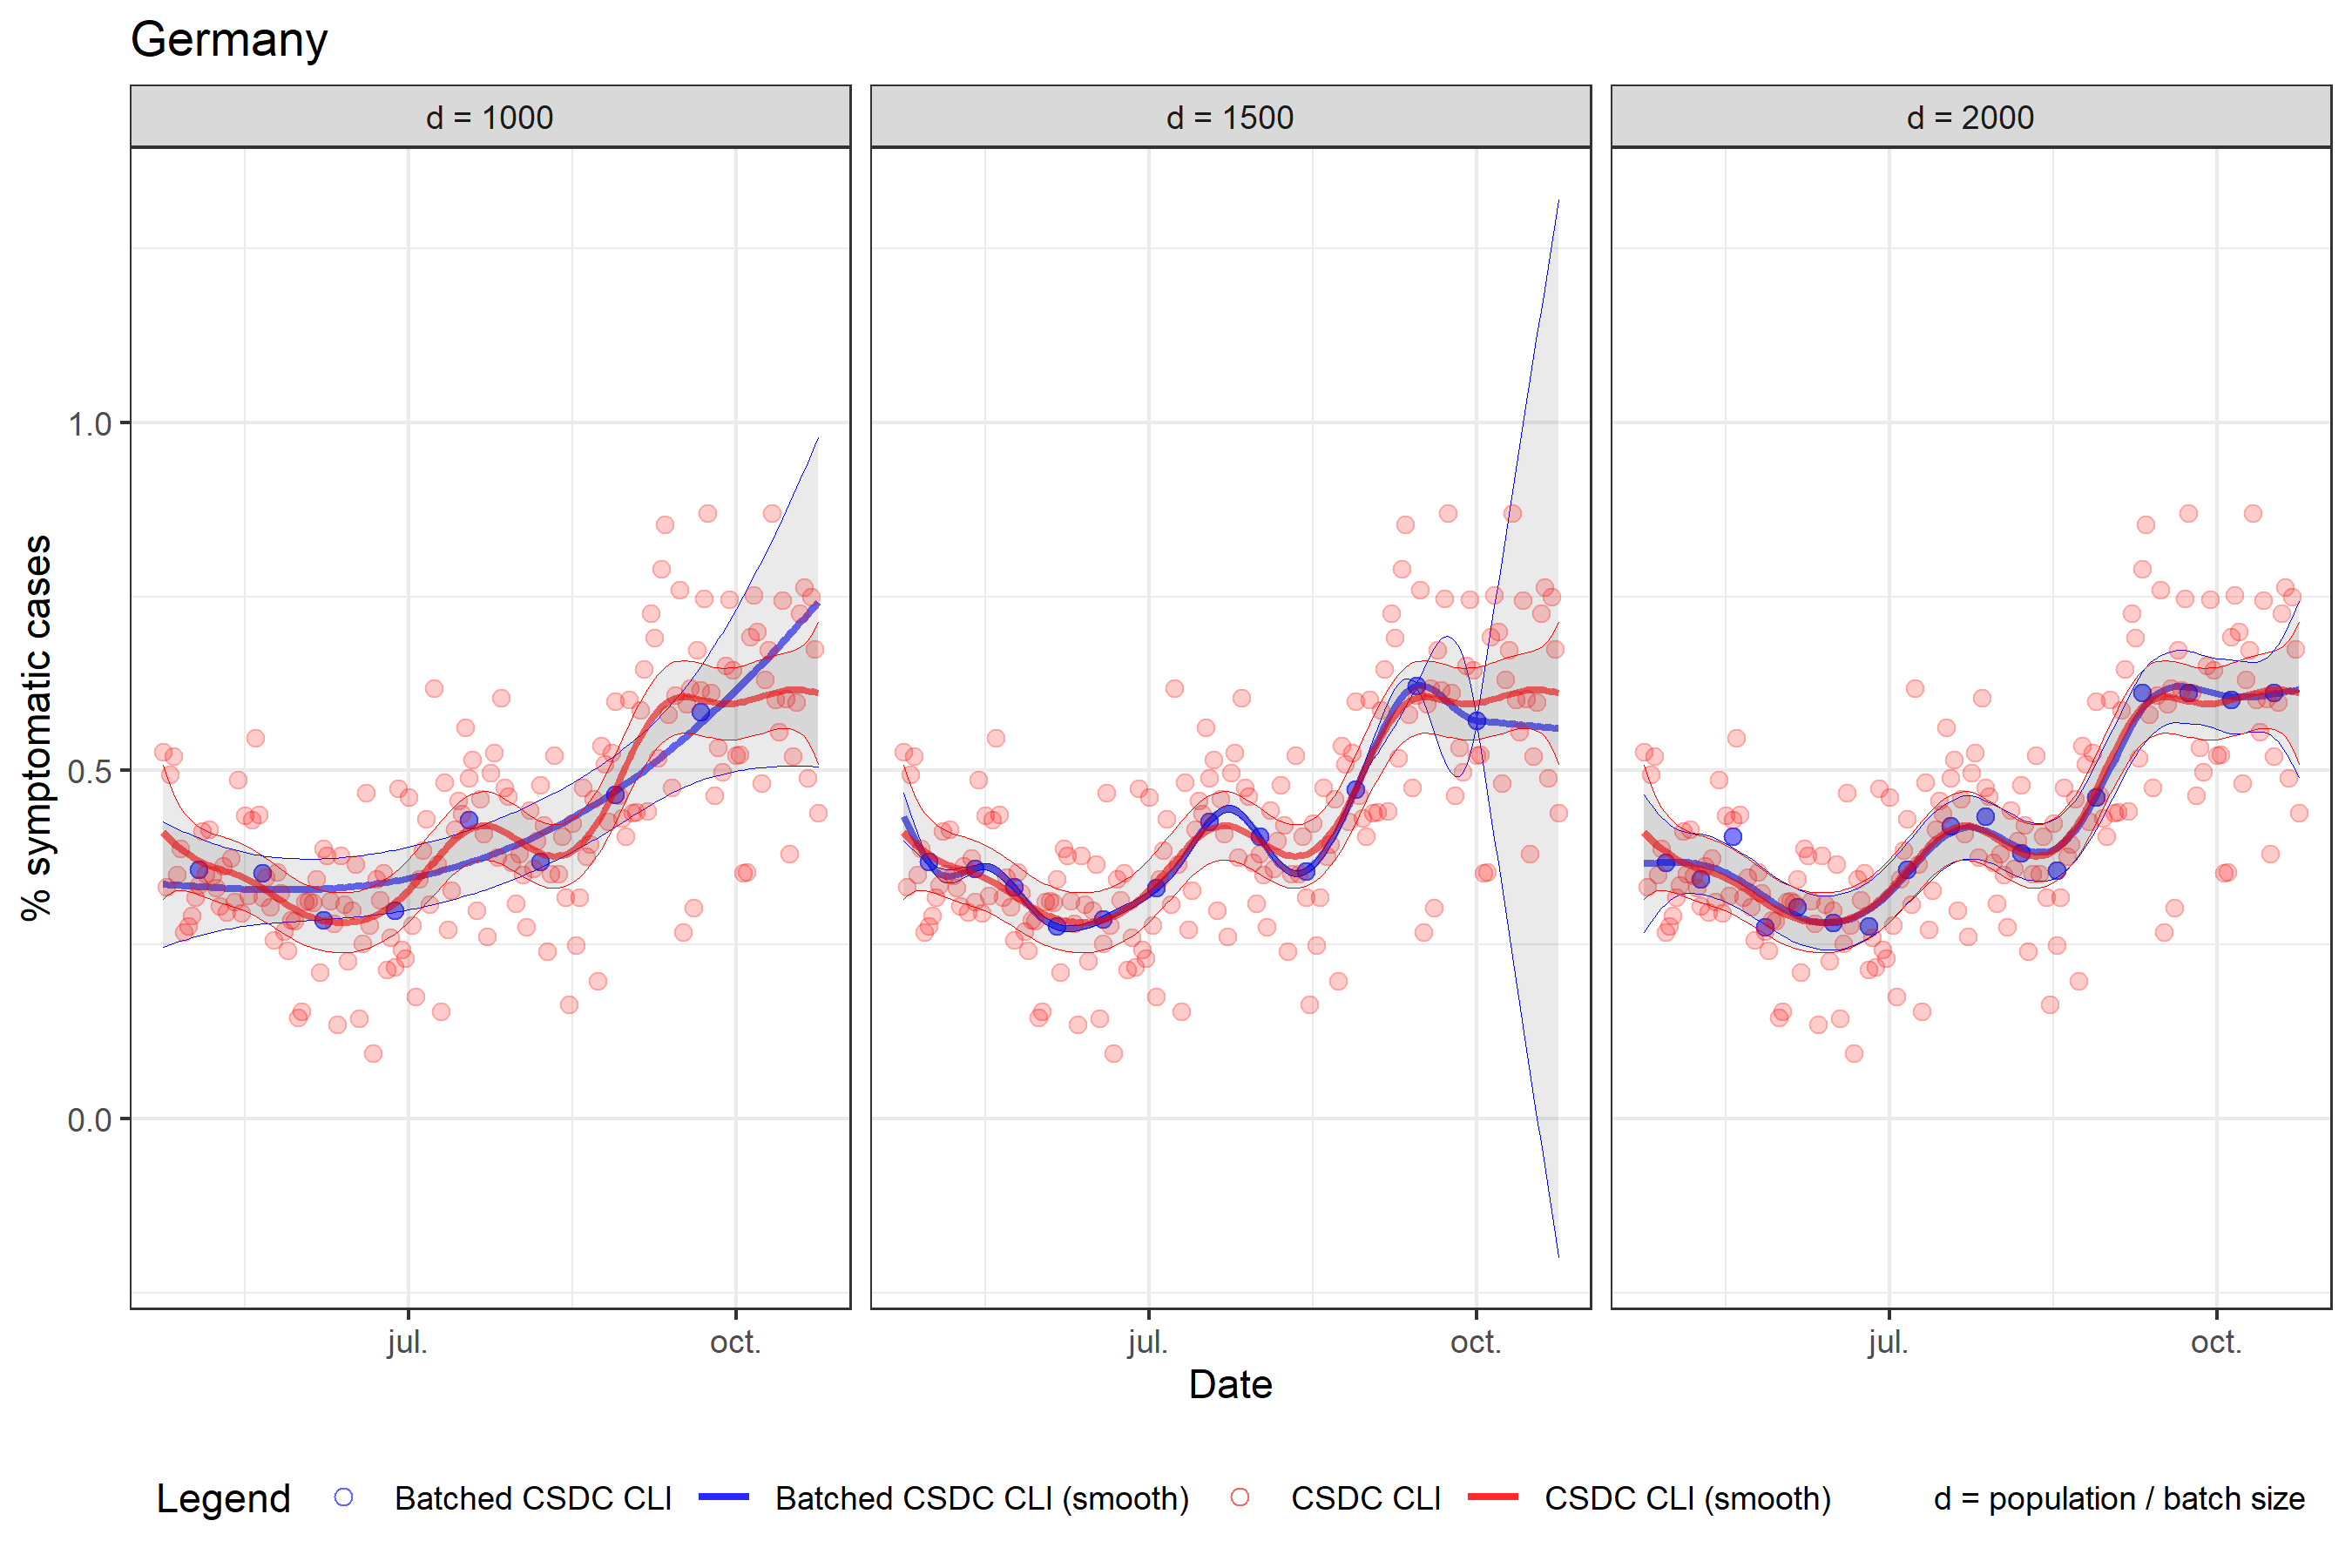 Germany
d = 1000
d = 1500
d = 2000
% symptomatic cases
1.0
0.5
0.0
jul.
oct.
jul.
oct.
jul.
oct.
Date
Legend
Batched CSDC CLI
Batched CSDC CLI (smooth)
CSDC CLI
CSDC CLI (smooth)
d = population / batch size